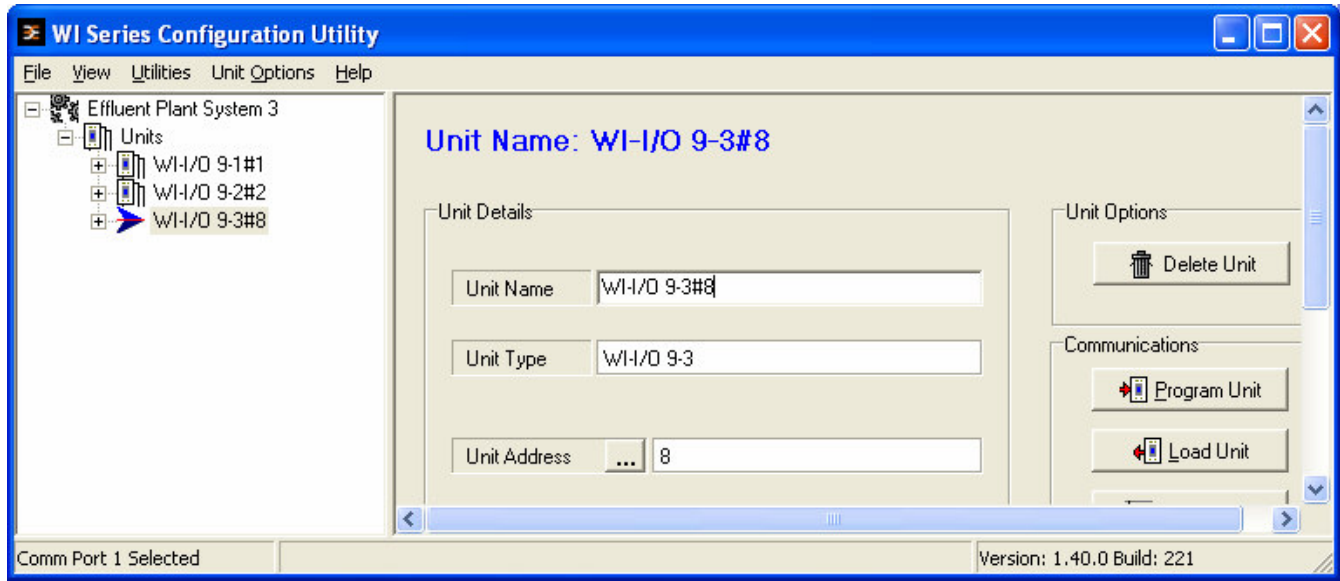 WI Series Configuration Utility
File View Utilities Unit Options Help
Effluent Plant System 3
Units
WI-I/O 9-1#1
WI-I/O 9-2#2
WI-I/O 9-3#8
Unit Name: WI-I/O 9-3#8
Unit Details
Unit Name WI-I/O 9-3#8
Unit Type WI-I/O 9-3
Unit Address ... 8
Unit Options
Delete Unit
Communications
Program Unit
Load Unit
Comm Port 1 Selected
Version: 1.40.0 Build: 221